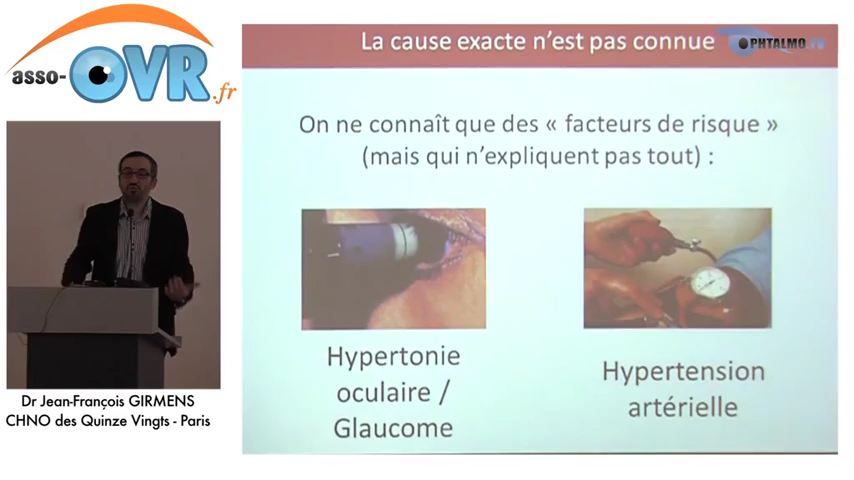 asso-OVR.fr
Dr Jean-François GIRMENS
CHNO des Quinze Vingts - Paris
La cause exacte n'est pas connue
OPHTALMO.TV
On ne connaît que des « facteurs de risque »
(mais qui n'expliquent pas tout) :
Hypertonie
oculaire /
Glaucome
Hypertension
artérielle